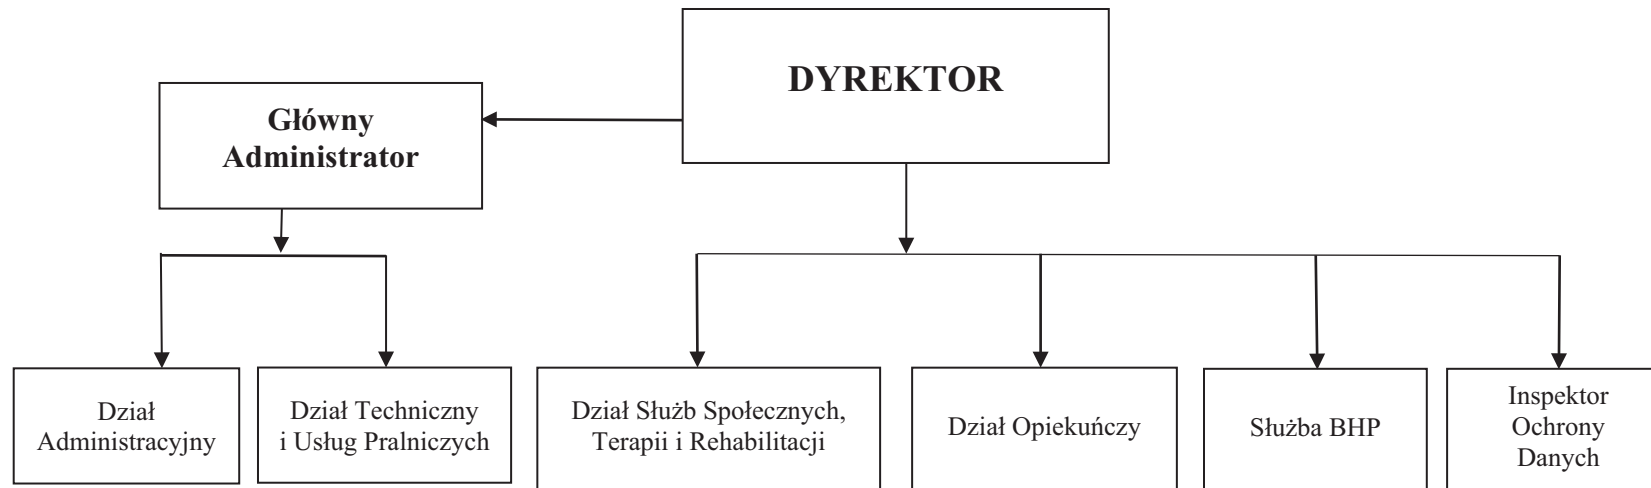 DYREKTOR
Główny
Administrator
Dział
Administracyjny
Dział Techniczny
i Usług Pralniczych
Dział Służb Społecznych,
Terapii i Rehabilitacji
Dział Opiekuńczy
Służba BHP
Inspektor
Ochrony
Danych